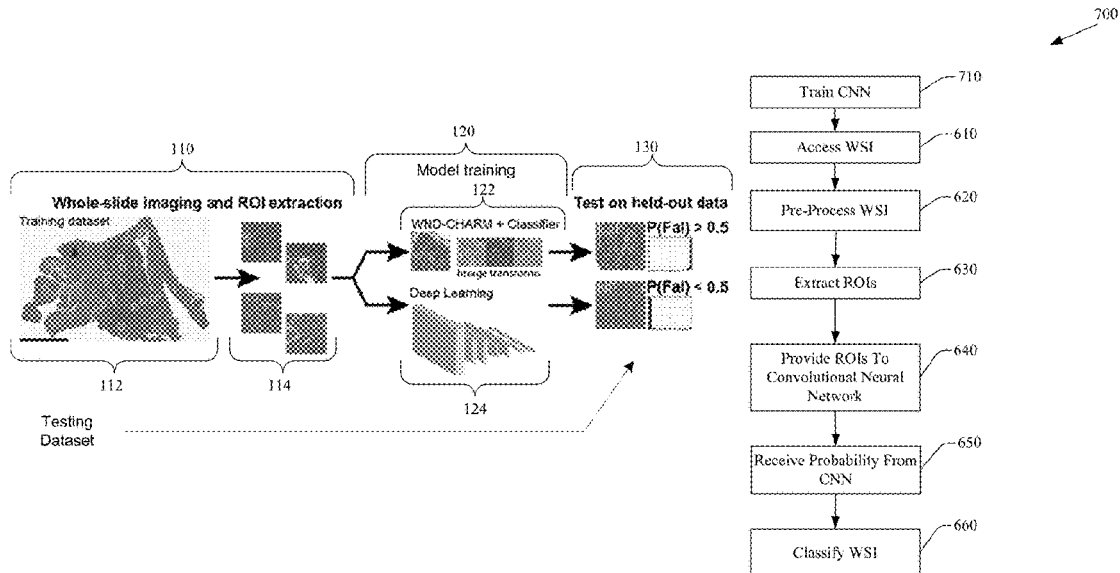 700
110
Whole-slide imaging and ROI extraction
Training dataset
112
114
Testing
Dataset
120
Model training
122
WND-CHARM + Classifier
Image transforms
Deep Learning
124
130
Test on held-out data
P(Fal) > 0.5
P(Fal) < 0.5
Train CNN
710
Access WSI
610
Pre-Process WSI
620
Extract ROIs
630
Provide ROIs To
Convolutional Neural
Network
640
Receive Probability From
CNN
650
Classify WSI
660